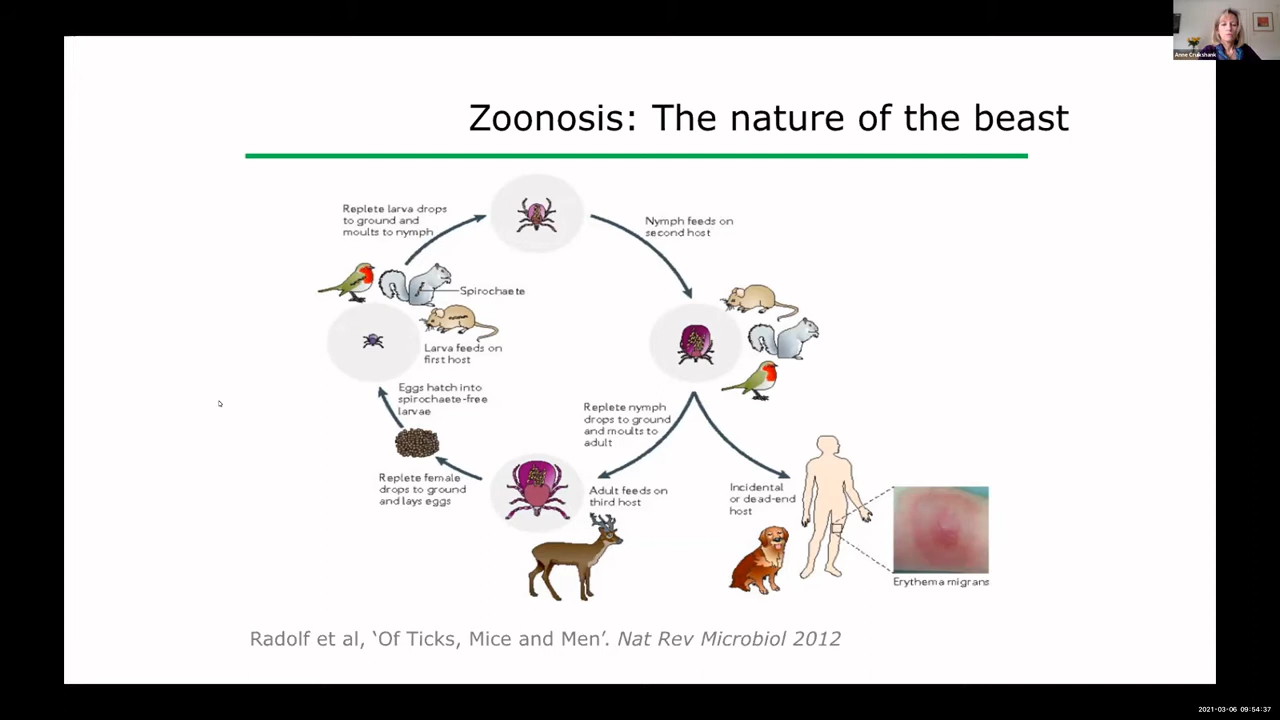 Anne Cruikshank
Zoonosis: The nature of the beast
Replete larva drops
to ground and
moults to nymph
Nymph feeds on
second host
Spirochaete
Larva feeds on
first host
Eggs hatch into
spirochaete-free
larvae
Replete nymph
drops to ground
and moults to
adult
Replete female
drops to ground
and lays eggs
Adult feeds on
third host
Incidental
or dead-end
host
Erythema migrans
Radolf et al, ‘Of Ticks, Mice and Men’. Nat Rev Microbiol 2012
2021-03-06 09:54:37